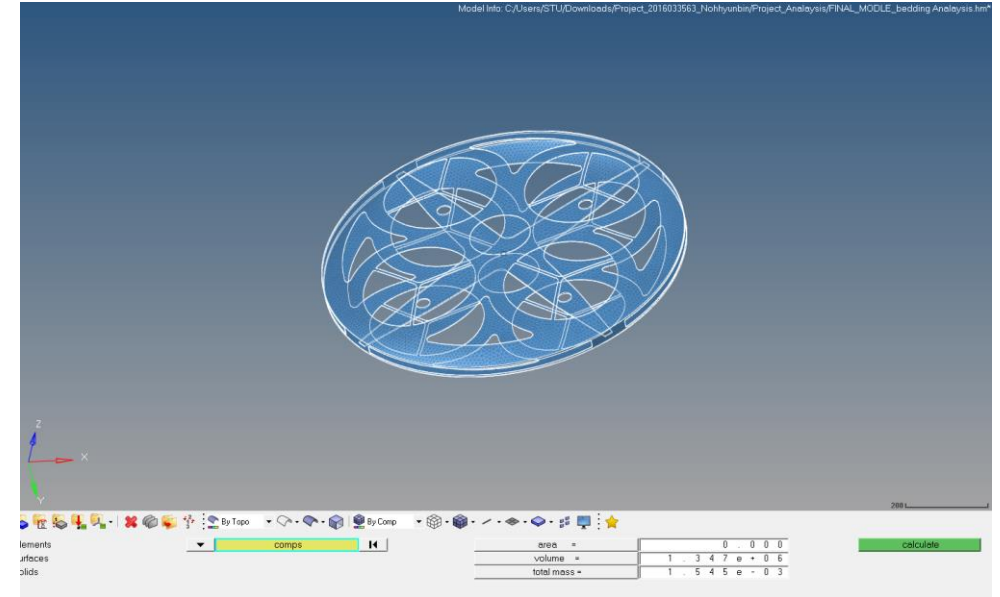 Model Info: C:/Users/STU/Downloads/Project_2016033563_Nohhyunbin/Project_Analaysis/FINAL_MODLE_bedding Analaysis.hm*
Z
X
Y
200
By Topo By Comp
lements comps area = 0 . 0 0 0 calculate
urfaces volume = 1 . 3 4 7 e + 0 6
olids total mass = 1 . 5 4 5 e - 0 3